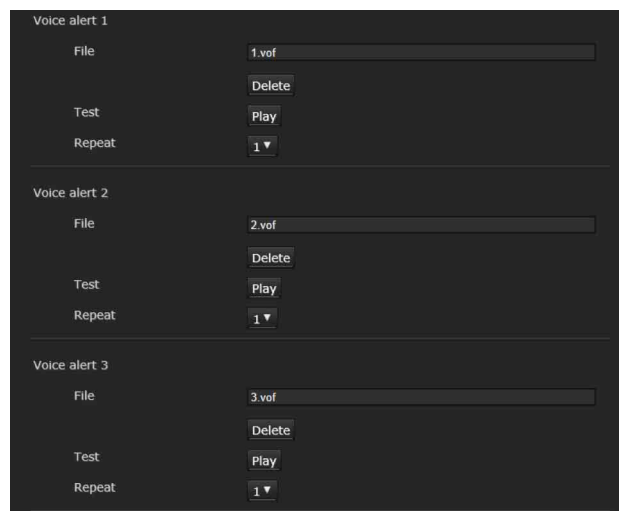 Voice alert 1
File 1.vof
Delete
Test Play
Repeat 1▼
Voice alert 2
File 2.vof
Delete
Test Play
Repeat 1▼
Voice alert 3
File 3.vof
Delete
Test Play
Repeat 1▼